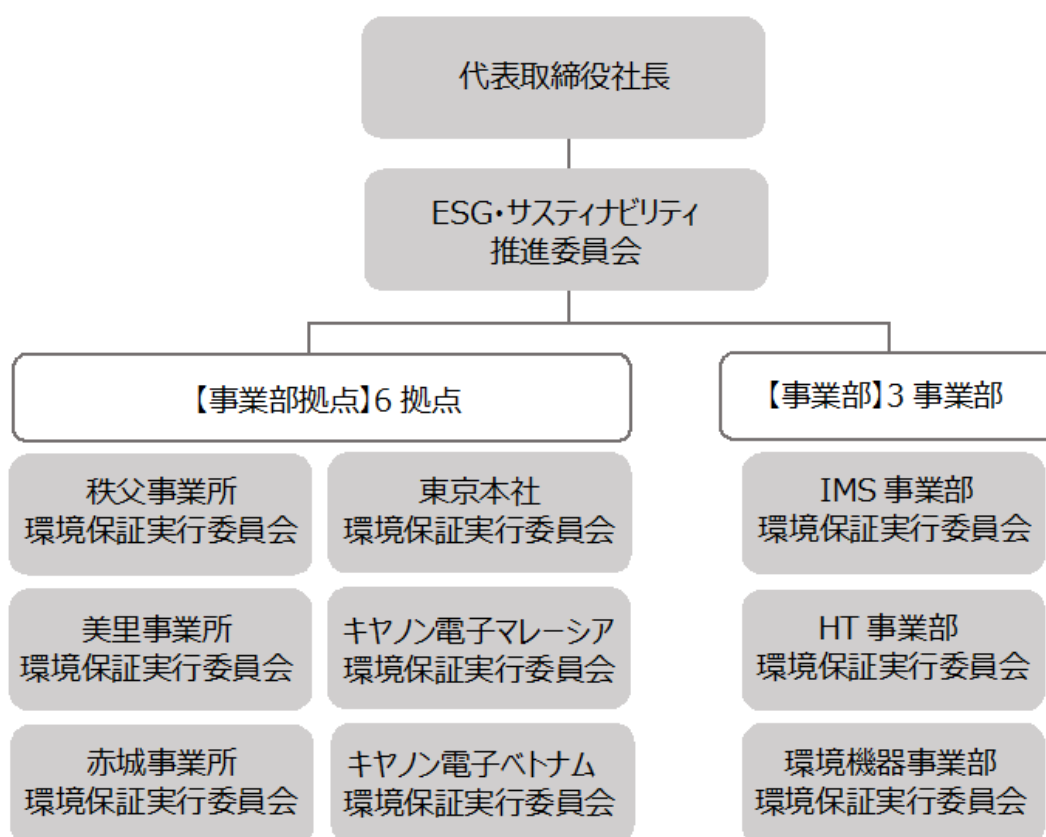 代表取締役社長
ESG・サスティナビリティ
推進委員会
【事業部拠点】6 拠点
【事業部】3 事業部
秩父事業所
環境保証実行委員会
東京本社
環境保証実行委員会
IMS 事業部
環境保証実行委員会
美里事業所
環境保証実行委員会
キヤノン電子マレーシア
環境保証実行委員会
HT 事業部
環境保証実行委員会
赤城事業所
環境保証実行委員会
キヤノン電子ベトナム
環境保証実行委員会
環境機器事業部
環境保証実行委員会